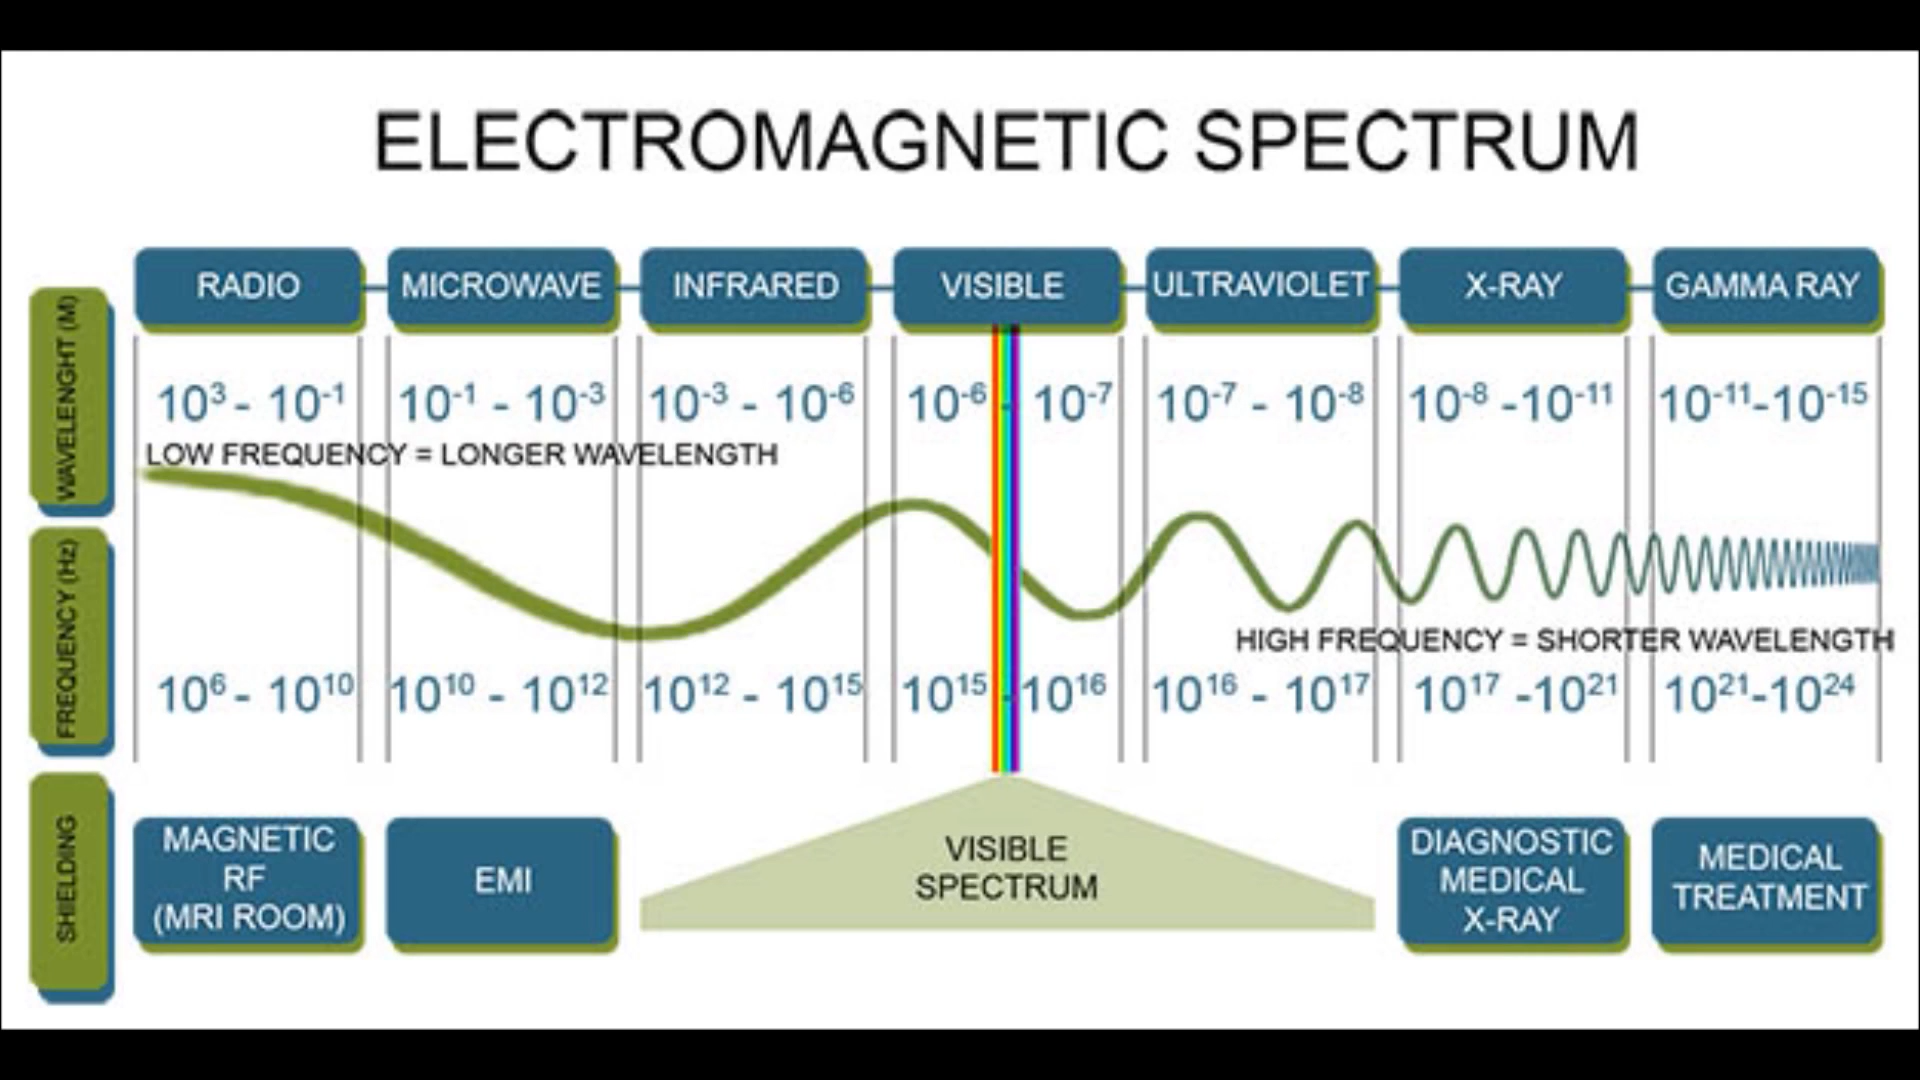 ELECTROMAGNETIC SPECTRUM
RADIO
MICROWAVE
INFRARED
VISIBLE
ULTRAVIOLET
X-RAY
GAMMA RAY
WAVELENGHT (M)
10³ - 10⁻¹
10⁻¹ - 10⁻³
10⁻³ - 10⁻⁶
10⁻⁶ - 10⁻⁷
10⁻⁷ - 10⁻⁸
10⁻⁸ -10⁻¹¹
10⁻¹¹-10⁻¹⁵
LOW FREQUENCY = LONGER WAVELENGTH
HIGH FREQUENCY = SHORTER WAVELENGTH
FREQUENCY (Hz)
10⁶ - 10¹⁰
10¹⁰ - 10¹²
10¹² - 10¹⁵
10¹⁵ - 10¹⁶
10¹⁶ - 10¹⁷
10¹⁷ -10²¹
10²¹-10²⁴
SHIELDING
MAGNETIC
RF
(MRI ROOM)
EMI
VISIBLE
SPECTRUM
DIAGNOSTIC
MEDICAL
X-RAY
MEDICAL
TREATMENT